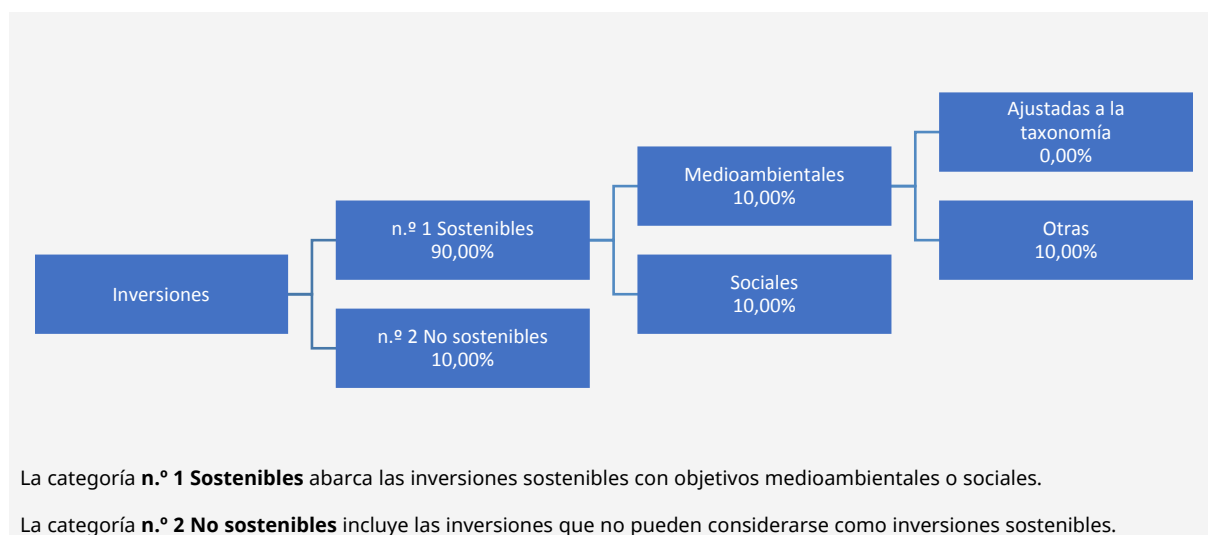 Inversiones
n.º 1 Sostenibles
90,00%
n.º 2 No sostenibles
10,00%
Medioambientales
10,00%
Sociales
10,00%
Ajustadas a la
taxonomía
0,00%
Otras
10,00%
La categoría n.º 1 Sostenibles abarca las inversiones sostenibles con objetivos medioambientales o sociales.
La categoría n.º 2 No sostenibles incluye las inversiones que no pueden considerarse como inversiones sostenibles.